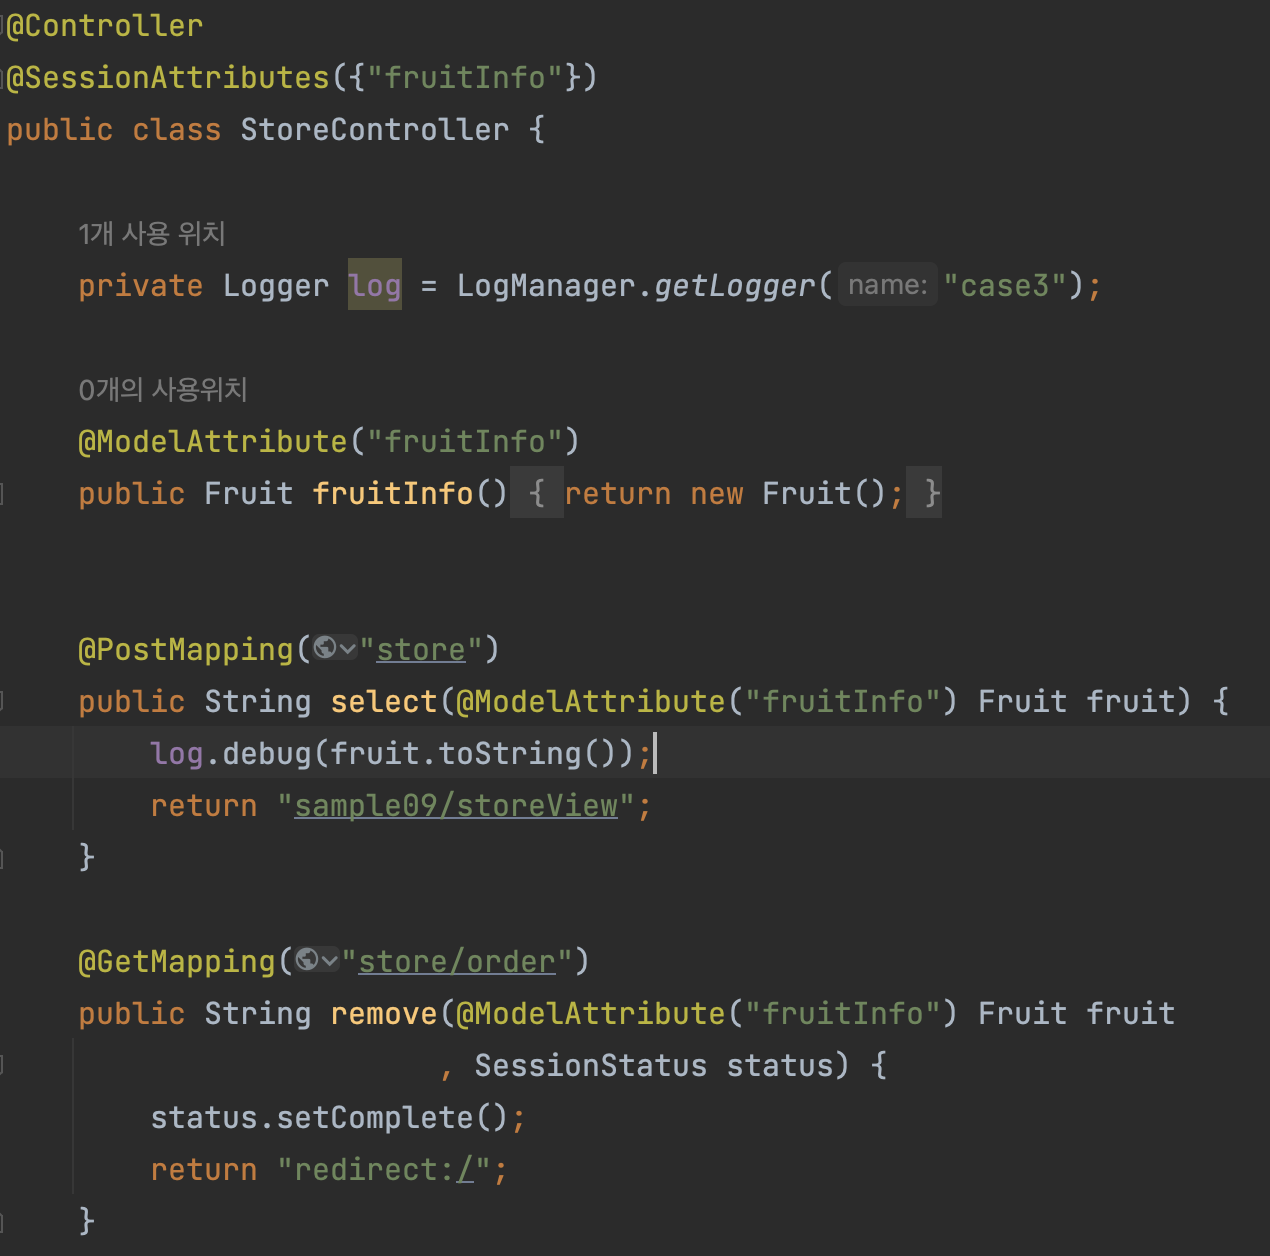 @Controller
@SessionAttributes({"fruitInfo"})
public class StoreController {
1개 사용 위치
private Logger log = LogManager.getLogger( name: "case3");
0개의 사용위치
@ModelAttribute("fruitInfo")
public Fruit fruitInfo() { return new Fruit(); }
@PostMapping("store")
public String select(@ModelAttribute("fruitInfo") Fruit fruit) {
log.debug(fruit.toString());
return "sample09/storeView";
}
@GetMapping("store/order")
public String remove(@ModelAttribute("fruitInfo") Fruit fruit
, SessionStatus status) {
status.setComplete();
return "redirect:/";
}